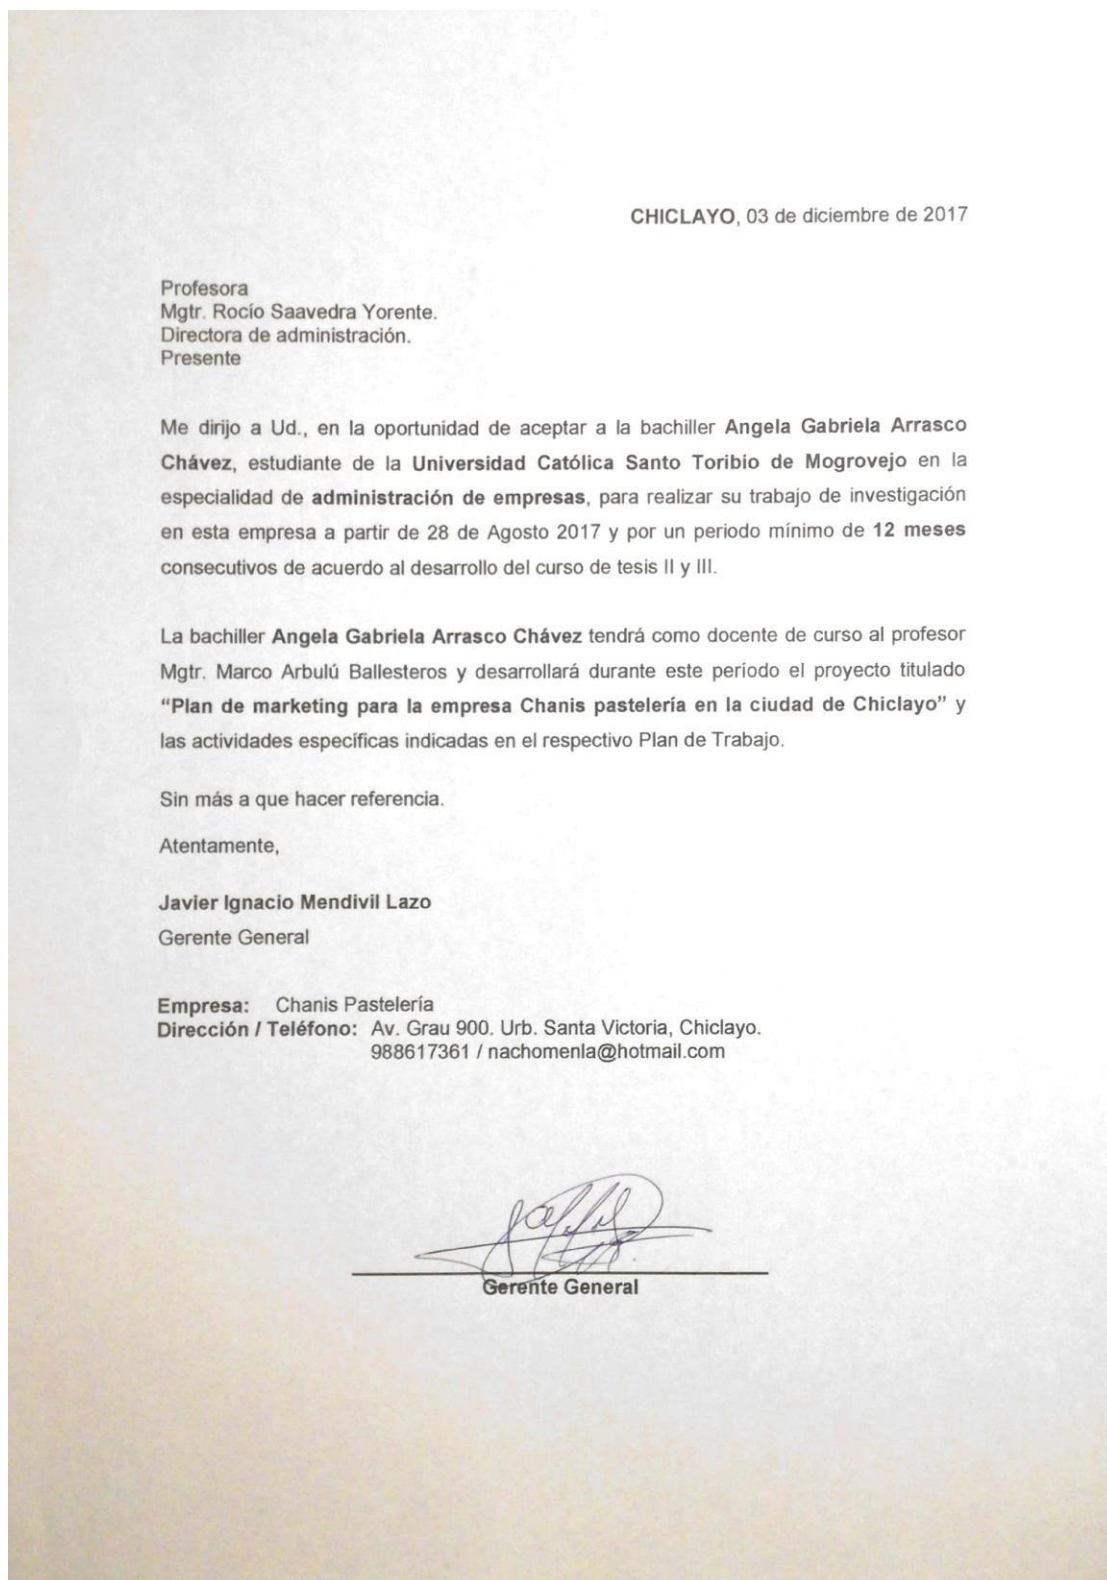 CHICLAYO, 03 de diciembre de 2017
Profesora
Mgtr. Rocío Saavedra Yorente.
Directora de administración.
Presente
Me dirijo a Ud., en la oportunidad de aceptar a la bachiller Angela Gabriela Arrasco
Chávez, estudiante de la Universidad Católica Santo Toribio de Mogrovejo en la
especialidad de administración de empresas, para realizar su trabajo de investigación
en esta empresa a partir de 28 de Agosto 2017 y por un periodo mínimo de 12 meses
consecutivos de acuerdo al desarrollo del curso de tesis II y III.
La bachiller Angela Gabriela Arrasco Chávez tendrá como docente de curso al profesor
Mgtr. Marco Arbulú Ballesteros y desarrollará durante este período el proyecto titulado
“Plan de marketing para la empresa Chanis pastelería en la ciudad de Chiclayo” y
las actividades específicas indicadas en el respectivo Plan de Trabajo.
Sin más a que hacer referencia.
Atentamente,
Javier Ignacio Mendivil Lazo
Gerente General
Empresa: Chanis Pastelería
Dirección / Teléfono: Av. Grau 900. Urb. Santa Victoria, Chiclayo.
988617361 / nachomenla@hotmail.com
Gerente General